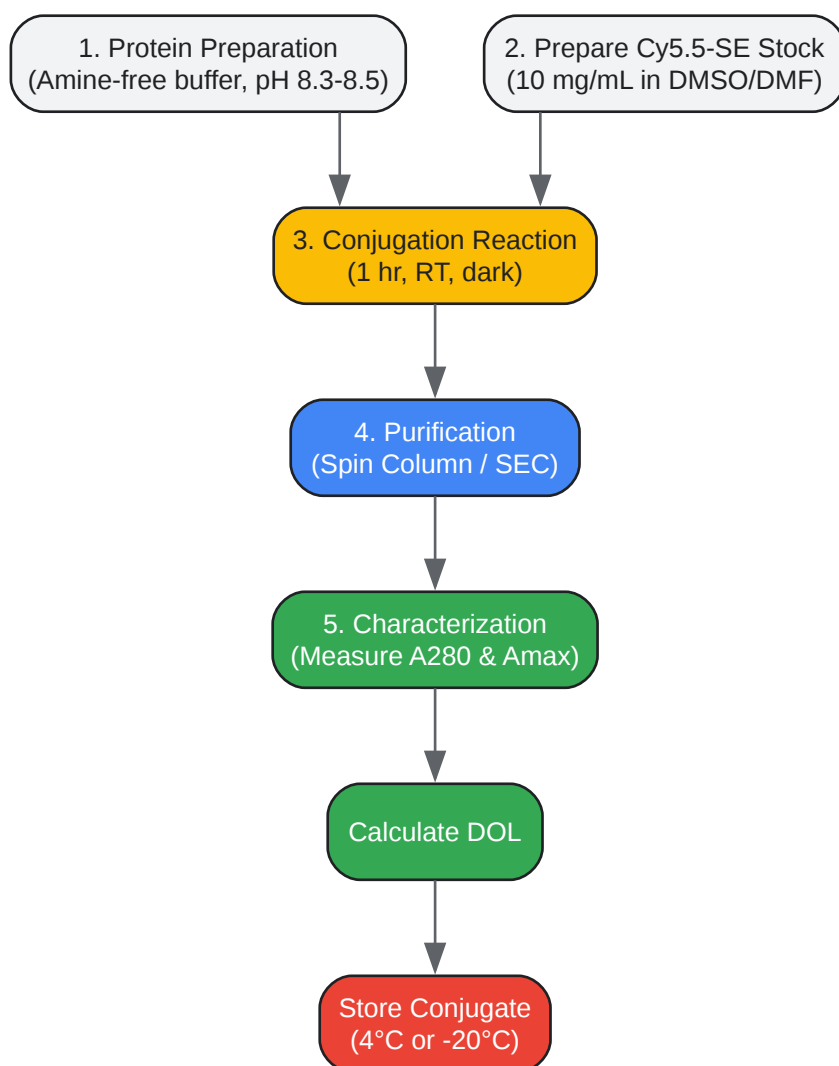 1. Protein Preparation
(Amine-free buffer, pH 8.3-8.5)
2. Prepare Cy5.5-SE Stock
(10 mg/mL in DMSO/DMF)
3. Conjugation Reaction
(1 hr, RT, dark)
4. Purification
(Spin Column / SEC)
5. Characterization
(Measure A280 & Amax)
Calculate DOL
Store Conjugate
(4°C or -20°C)